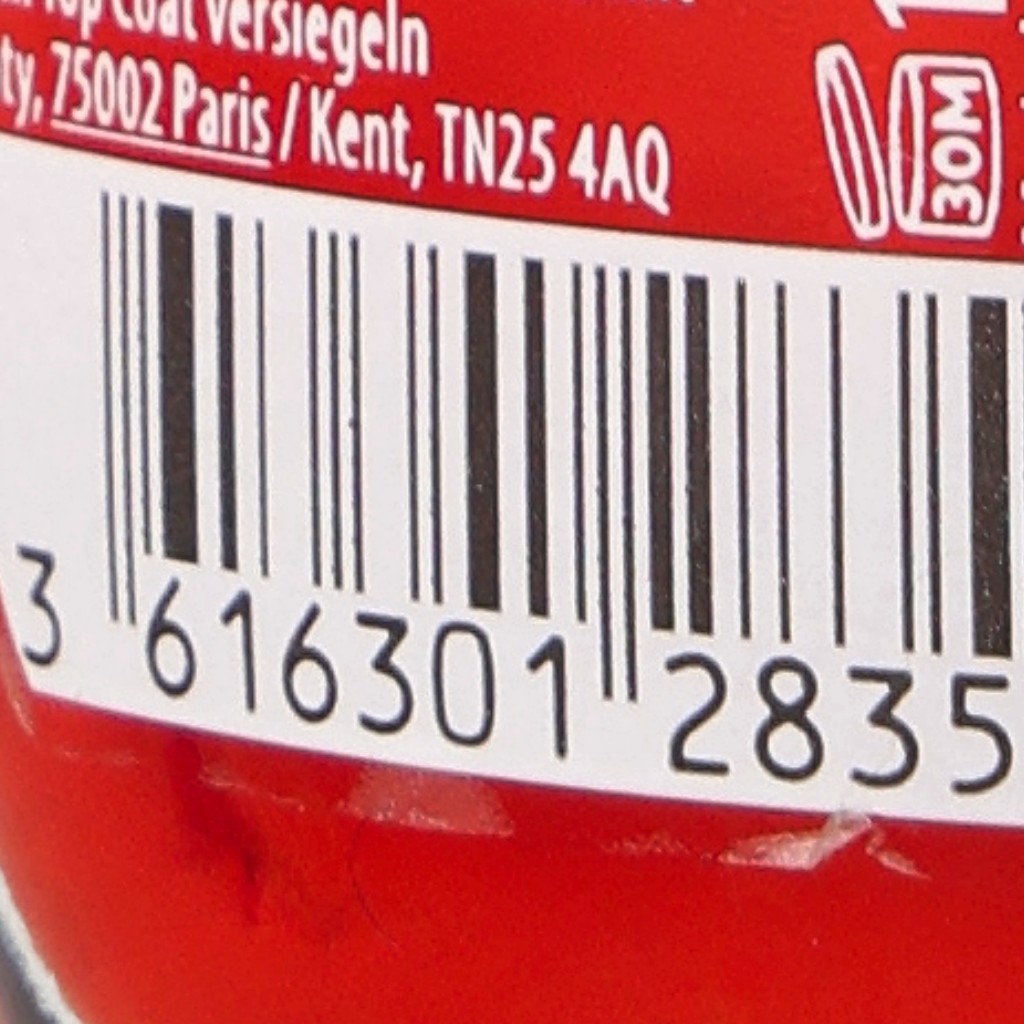 Top Coat versiegeln
ty, 75002 Paris / Kent, TN25 4AQ
30M
3 616301 2835